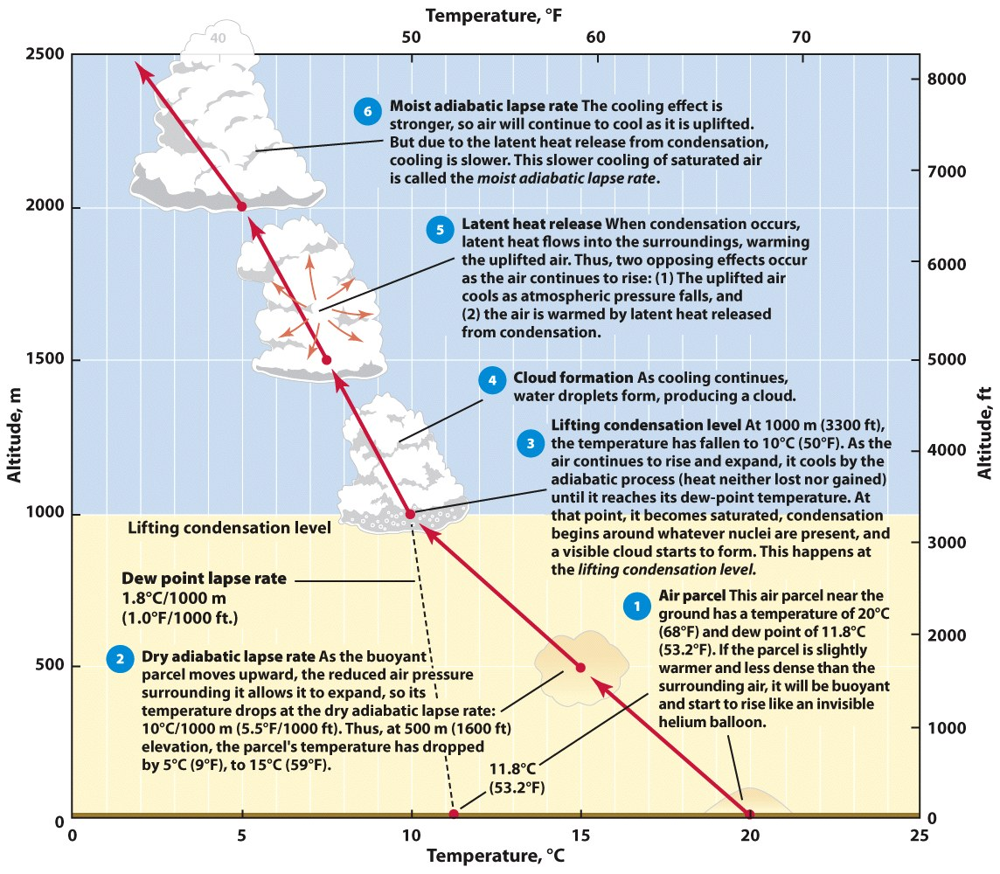 Temperature, °F
40
50
60
70
2500
2000
1500
1000
500
0
Altitude, m
8000
7000
6000
5000
4000
3000
2000
1000
0
Altitude, ft
6
Moist adiabatic lapse rate The cooling effect is
stronger, so air will continue to cool as it is uplifted.
But due to the latent heat release from condensation,
cooling is slower. This slower cooling of saturated air
is called the moist adiabatic lapse rate.
5
Latent heat release When condensation occurs,
latent heat flows into the surroundings, warming
the uplifted air. Thus, two opposing effects occur
as the air continues to rise: (1) The uplifted air
cools as atmospheric pressure falls, and
(2) the air is warmed by latent heat released
from condensation.
4
Cloud formation As cooling continues,
water droplets form, producing a cloud.
3
Lifting condensation level At 1000 m (3300 ft),
the temperature has fallen to 10°C (50°F). As the
air continues to rise and expand, it cools by the
adiabatic process (heat neither lost nor gained)
until it reaches its dew-point temperature. At
that point, it becomes saturated, condensation
begins around whatever nuclei are present, and
a visible cloud starts to form. This happens at
the lifting condensation level.
Lifting condensation level
Dew point lapse rate
1.8°C/1000 m
(1.0°F/1000 ft.)
1
Air parcel This air parcel near the
ground has a temperature of 20°C
(68°F) and dew point of 11.8°C
(53.2°F). If the parcel is slightly
warmer and less dense than the
surrounding air, it will be buoyant
and start to rise like an invisible
helium balloon.
2
Dry adiabatic lapse rate As the buoyant
parcel moves upward, the reduced air pressure
surrounding it allows it to expand, so its
temperature drops at the dry adiabatic lapse rate:
10°C/1000 m (5.5°F/1000 ft). Thus, at 500 m (1600 ft)
elevation, the parcel's temperature has dropped
by 5°C (9°F), to 15°C (59°F).
11.8°C
(53.2°F)
0
5
10
15
20
25
Temperature, °C